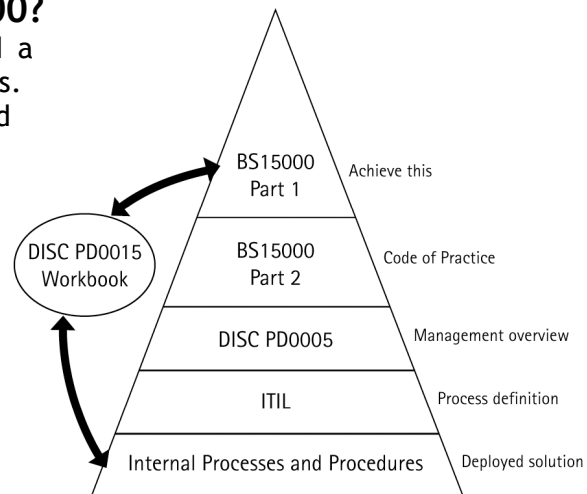 00?
d a
s.
d
BS15000
Part 1
Achieve this
DISC PD0015
Workbook
BS15000
Part 2
Code of Practice
DISC PD0005
Management overview
ITIL
Process definition
Internal Processes and Procedures
Deployed solution